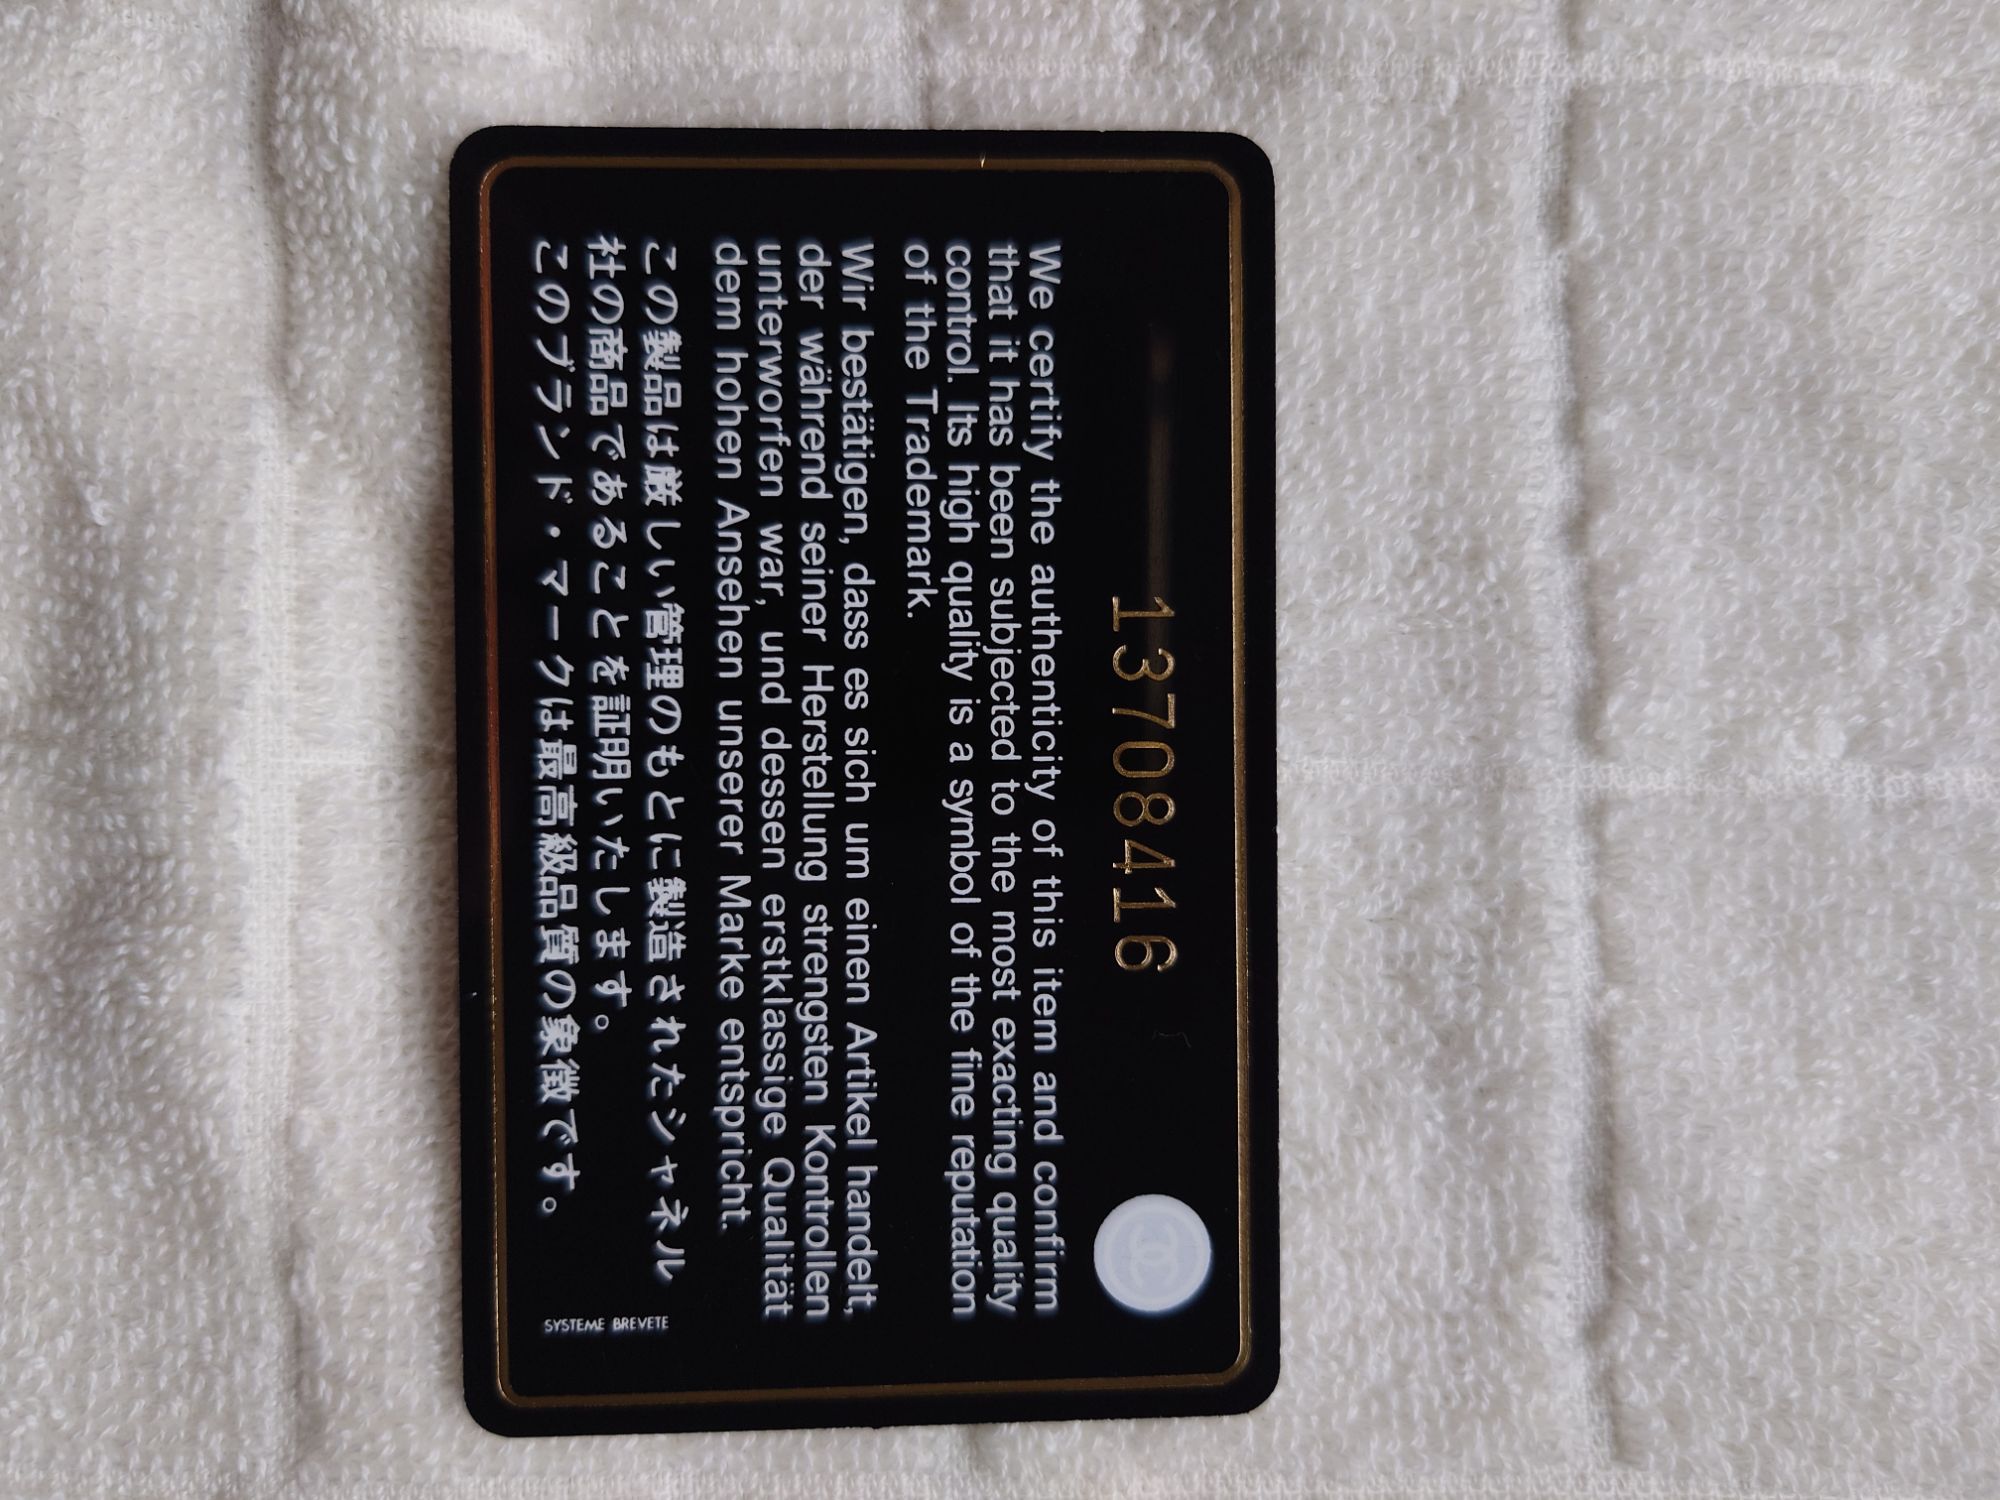 13708416
We certify the authenticity of this item and confirm
that it has been subjected to the most exacting quality
control. Its high quality is a symbol of the fine reputation
of the Trademark.
Wir bestätigen, dass es sich um einen Artikel handelt,
der während seiner Herstellung strengsten Kontrollen
unterworfen war, und dessen erstklassige Qualität
dem hohen Ansehen unserer Marke entspricht.
この製品は厳しい管理のもとに製造されたシャネル
社の商品であることを証明いたします。
このブランド・マークは最高級品質の象徴です。
SYSTEME BREVETE